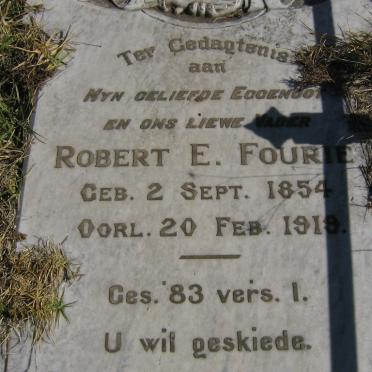 Ter Gedagtenis
aan
Myn geliefde Eggenoot
en ons liewe Vader
Robert E. Fourie
Geb. 2 Sept. 1854
Oorl. 20 Feb. 1919.
Ges. 83 vers. 1.
U wil geskiede.